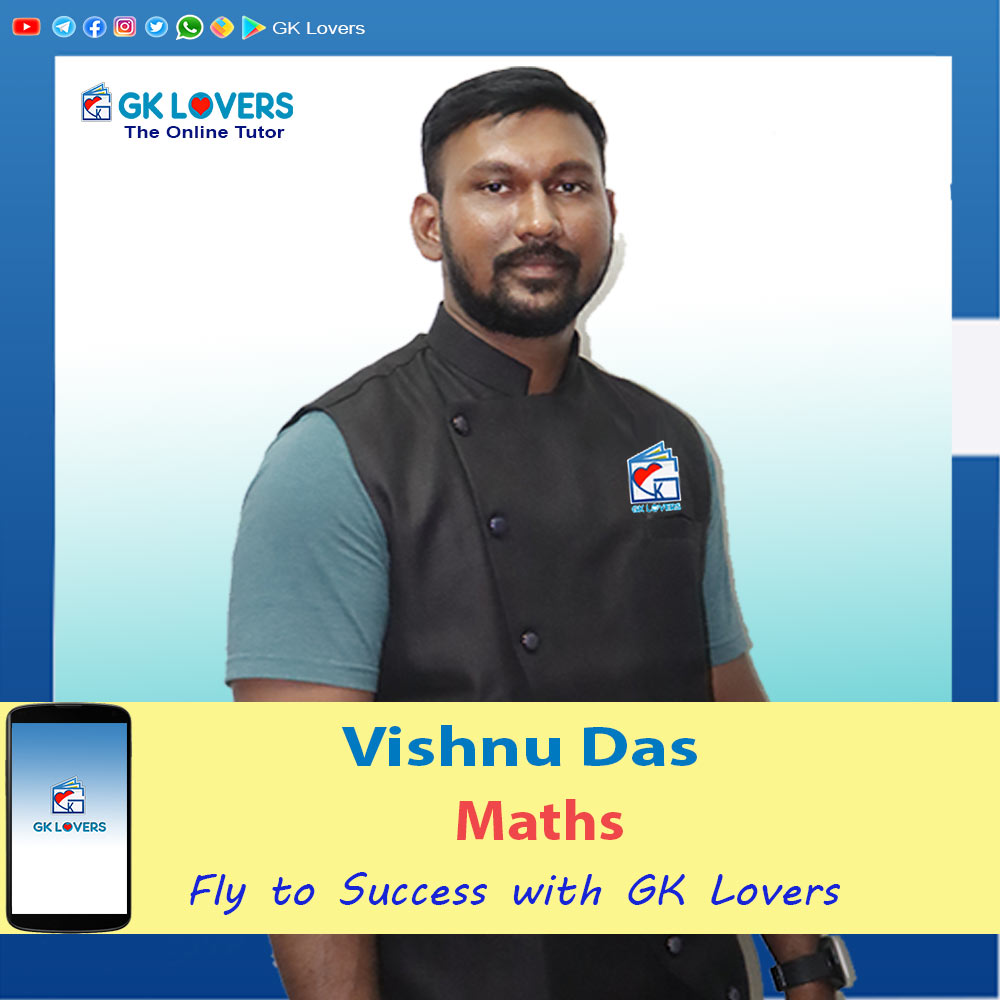 GK Lovers
GK LOVERS
The Online Tutor
K
K
GK LOVERS
Vishnu Das
Maths
K
GK LOVERS
Fly to Success with GK Lovers